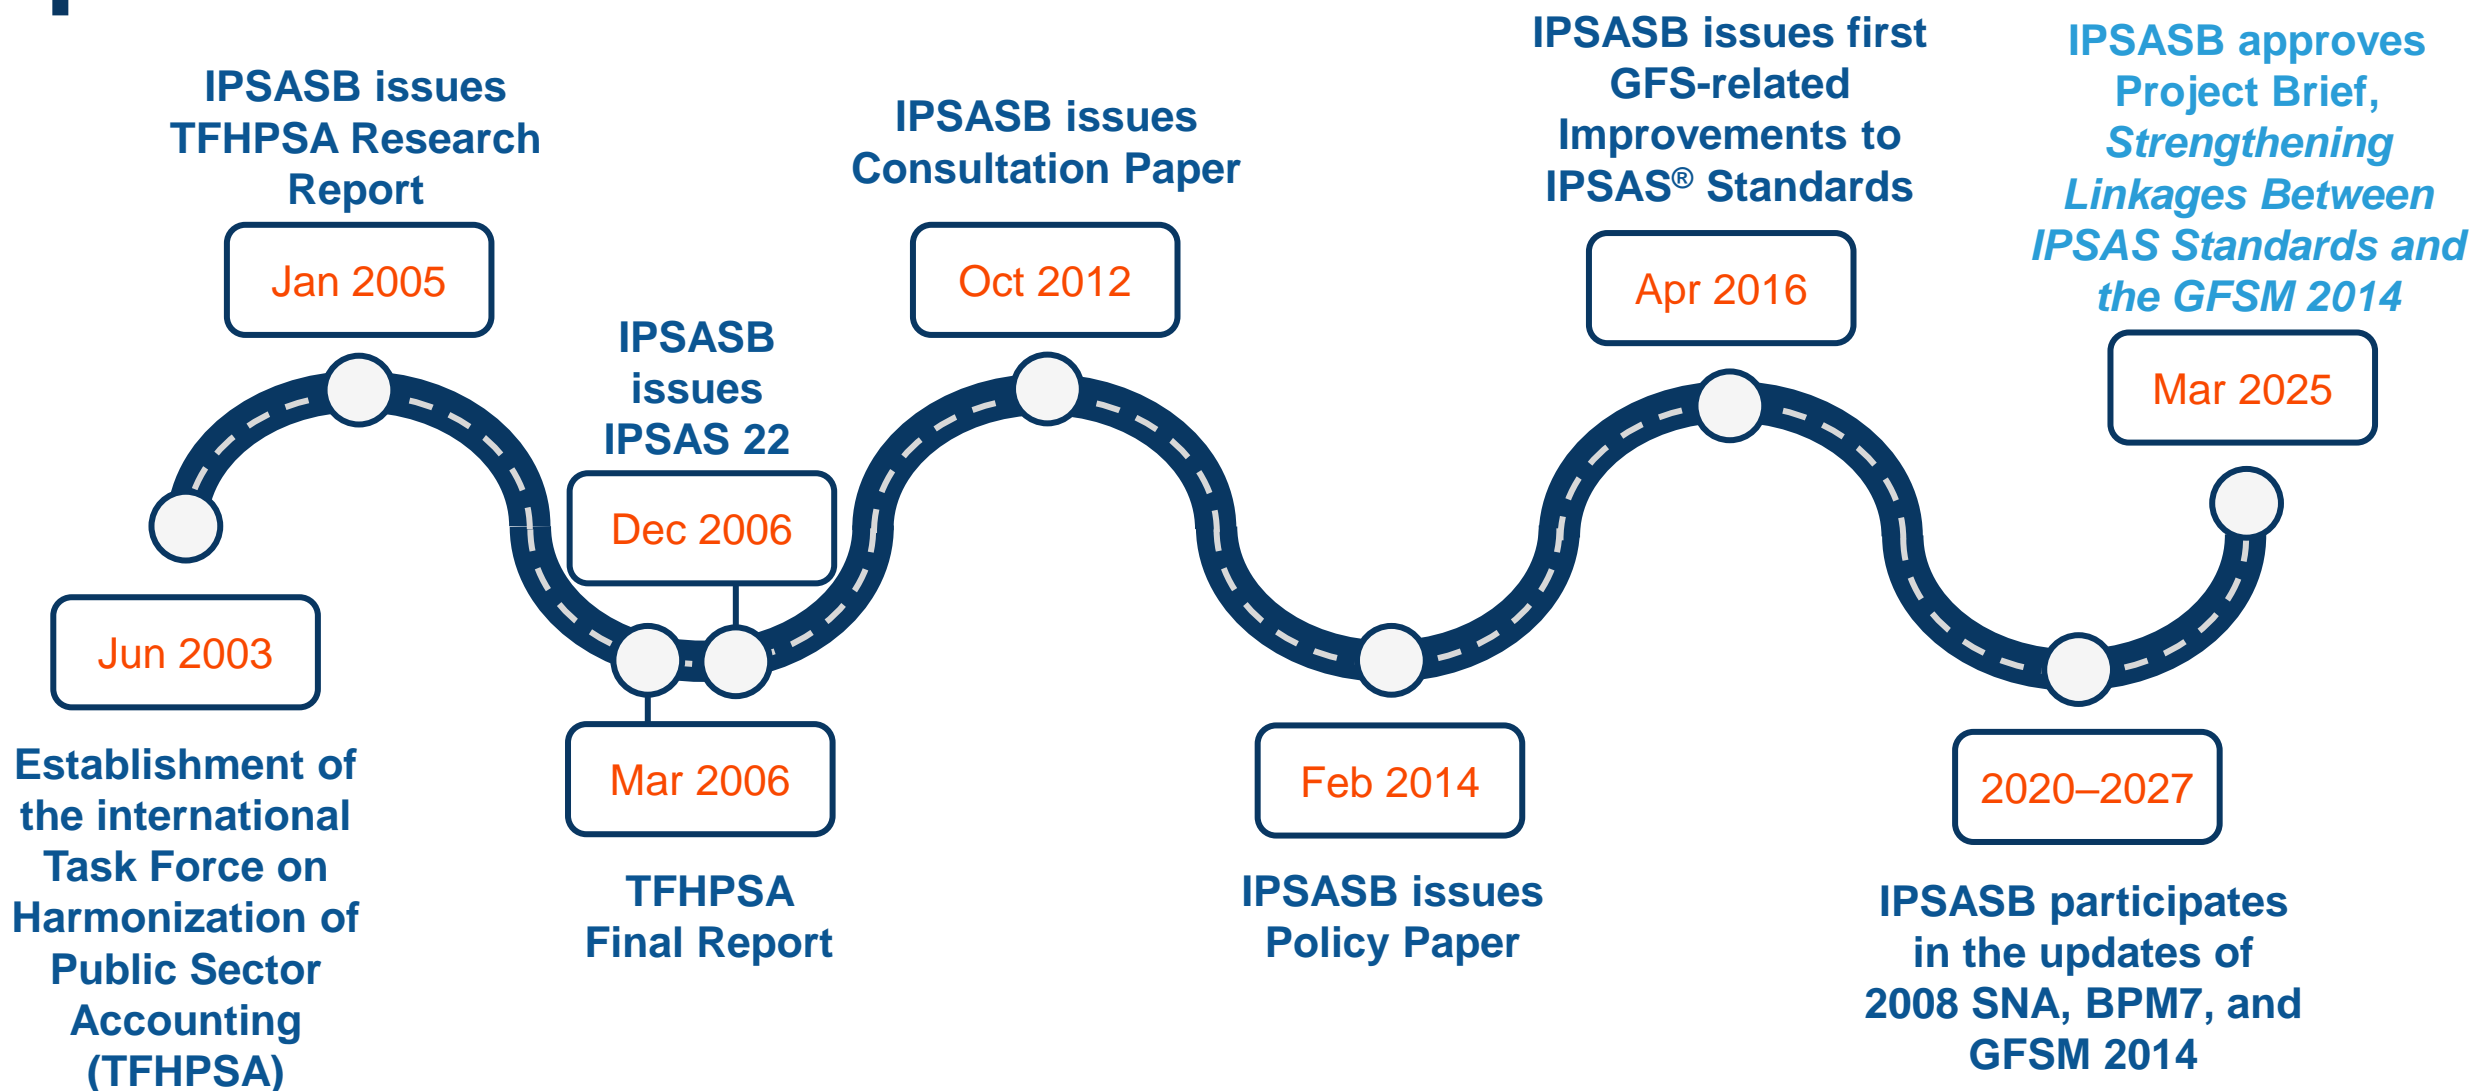 Jun 2003
Establishment of
the international
Task Force on
Harmonization of
Public Sector
Accounting
(TFHPSA)
IPSASB issues
TFHPSA Research
Report
Jan 2005
Mar 2006
TFHPSA
Final Report
IPSASB
issues
IPSAS 22
Dec 2006
IPSASB issues
Consultation Paper
Oct 2012
Feb 2014
IPSASB issues
Policy Paper
IPSASB issues first
GFS-related
Improvements to
IPSAS® Standards
Apr 2016
2020–2027
IPSASB participates
in the updates of
2008 SNA, BPM7, and
GFSM 2014
IPSASB approves
Project Brief,
Strengthening
Linkages Between
IPSAS Standards and
the GFSM 2014
Mar 2025